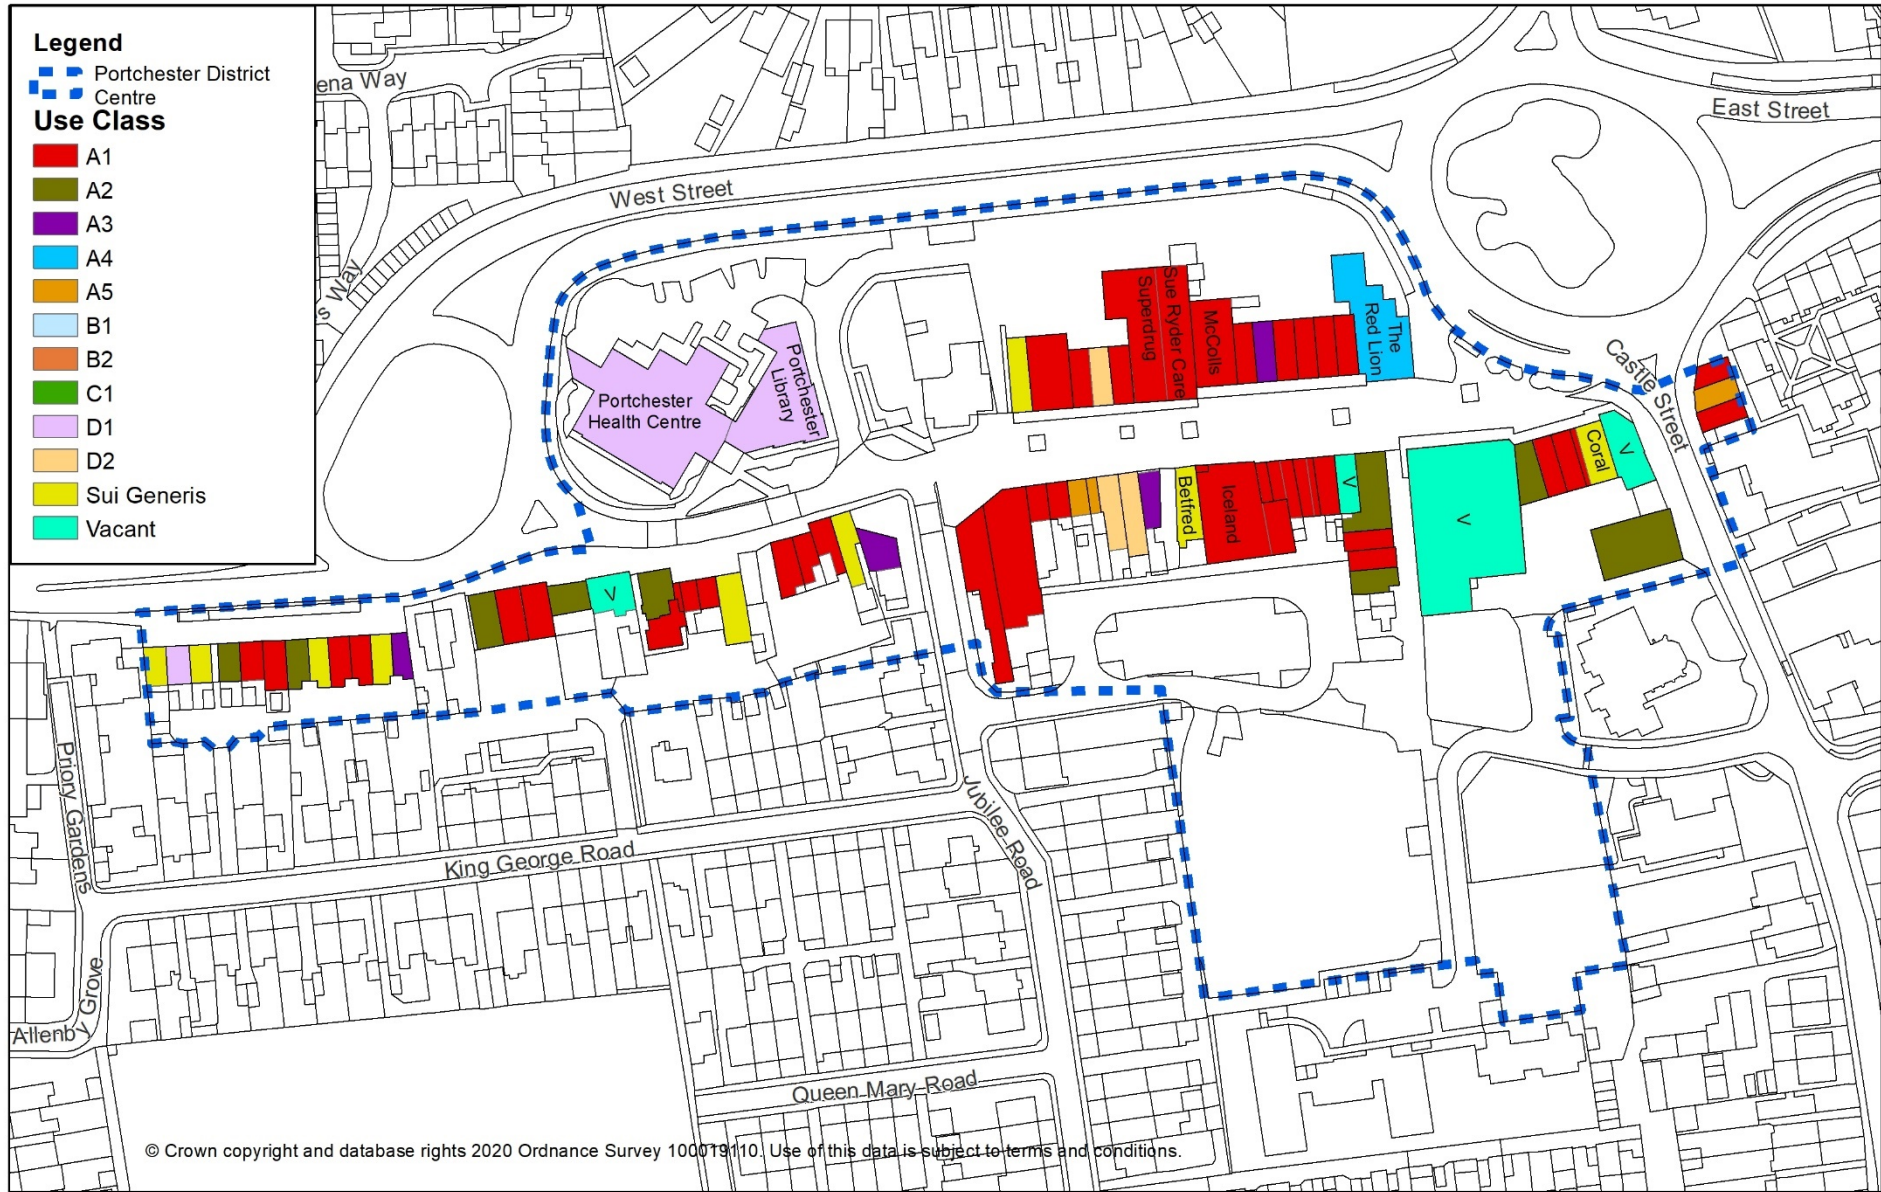 Legend
Portchester District
Centre
Use Class
A1
A2
A3
A4
A5
B1
B2
C1
D1
D2
Sui Generis
Vacant
ena Way
s Way
West Street
East Street
Castle Street
Portchester
Health Centre
Portchester
Library
Superdrug
Sue Ryder Care
McColls
The
Red Lion
Betfred
Iceland
V
V
Coral
V
V
Priory Gardens
King George Road
Jubilee Road
Allenby Grove
Queen Mary Road
© Crown copyright and database rights 2020 Ordnance Survey 100019110. Use of this data is subject to terms and conditions.